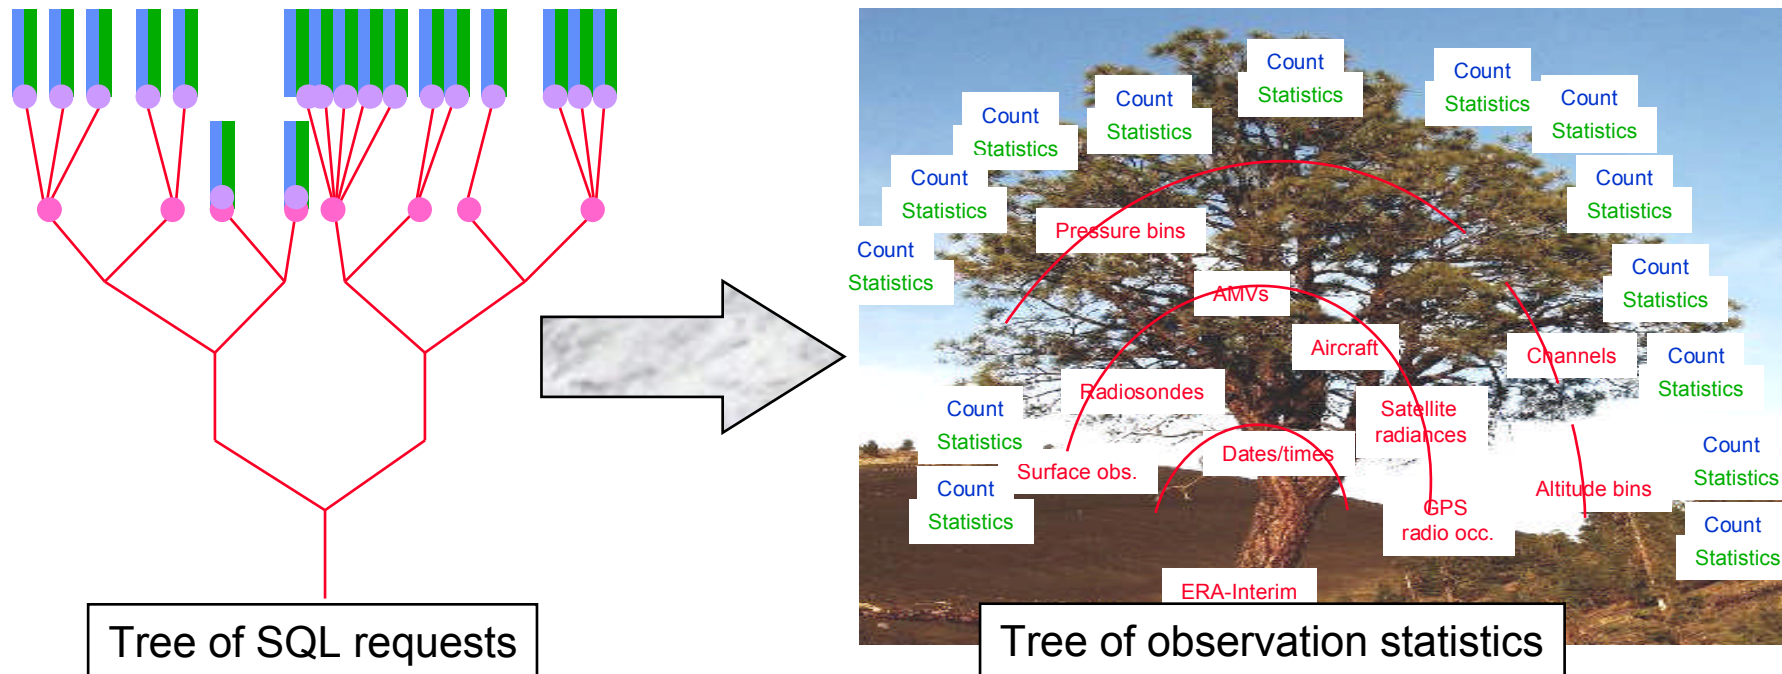 Count
Statistics
Count
Statistics
Count
Statistics
Count
Statistics
Count
Statistics
Count
Statistics
Count
Statistics
Count
Statistics
Pressure bins
Count
Statistics
Count
Statistics
AMVs
Aircraft
Channels
Count
Statistics
Radiosondes
Satellite
radiances
Count
Statistics
Dates/times
Surface obs.
Count
Statistics
Count
Statistics
Altitude bins
GPS
radio occ.
Count
Statistics
ERA-Interim
Tree of SQL requests
Tree of observation statistics